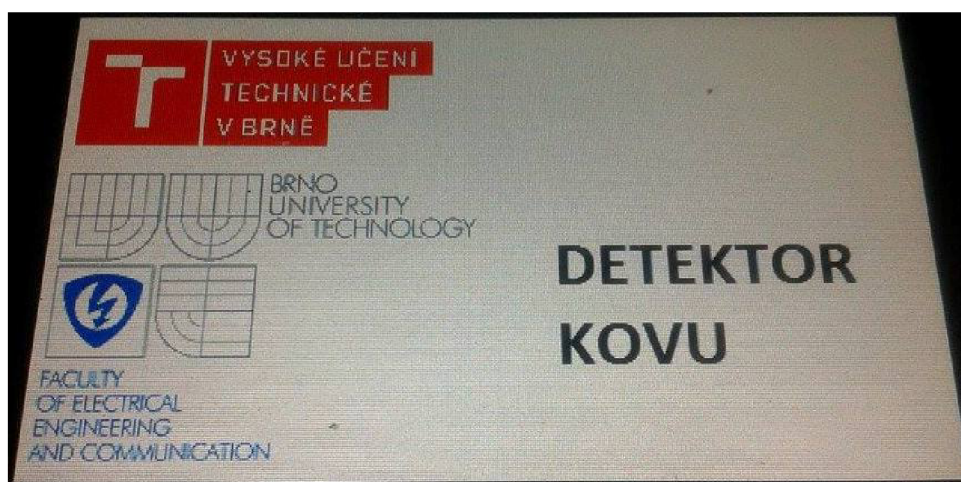 VYSOKÉ UČENÍ
TECHNICKÉ
V BRNĚ
BRNO
UNIVERSITY
OF TECHNOLOGY
FACULTY
OF ELECTRICAL
ENGINEERING
AND COMMUNICATION
DETEKTOR
KOVU